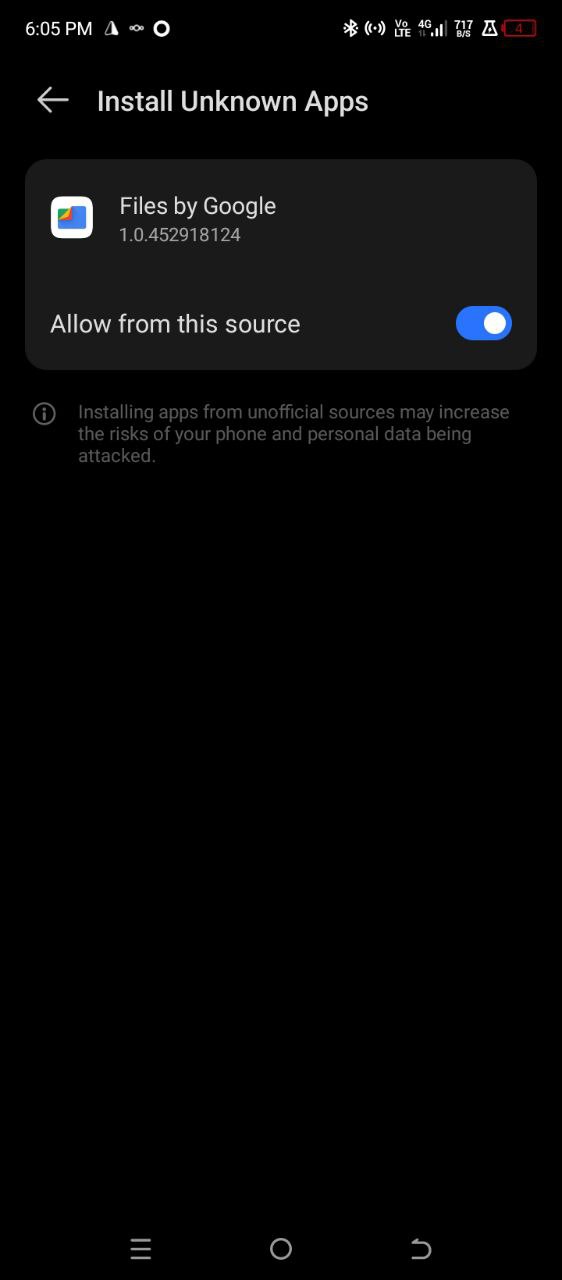 6:05 PM Vo LTE 4G 717 B/S 4
Install Unknown Apps
Files by Google
1.0.452918124
Allow from this source
Installing apps from unofficial sources may increase
the risks of your phone and personal data being
attacked.